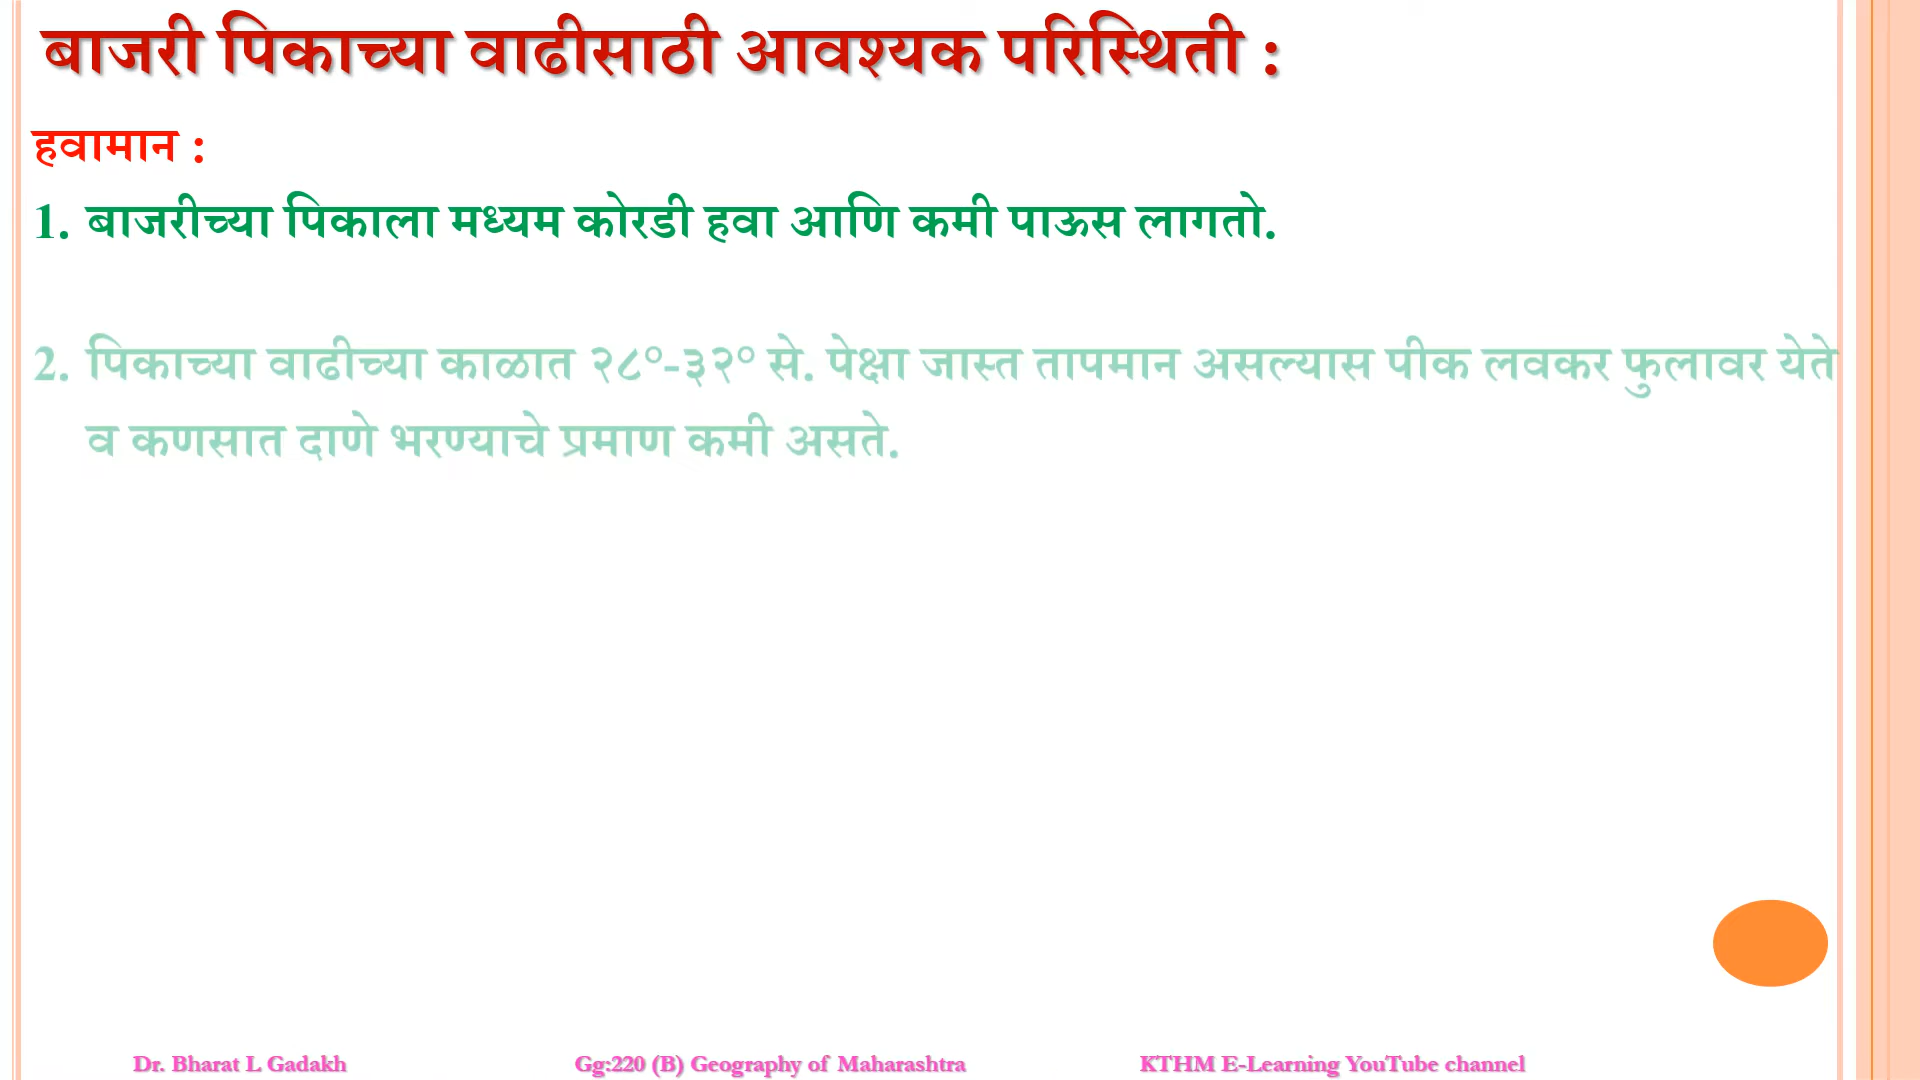 बाजरी पिकाच्या वाढीसाठी आवश्यक परिस्थिती :
हवामान :
1. बाजरीच्या पिकाला मध्यम कोरडी हवा आणि कमी पाऊस लागतो.
2. पिकाच्या वाढीच्या काळात २८°-३२° से. पेक्षा जास्त तापमान असल्यास पीक लवकर फुलावर येते
व कणसात दाणे भरण्याचे प्रमाण कमी असते.
Dr. Bharat L Gadakh Gg:220 (B) Geography of Maharashtra KTHM E-Learning YouTube channel